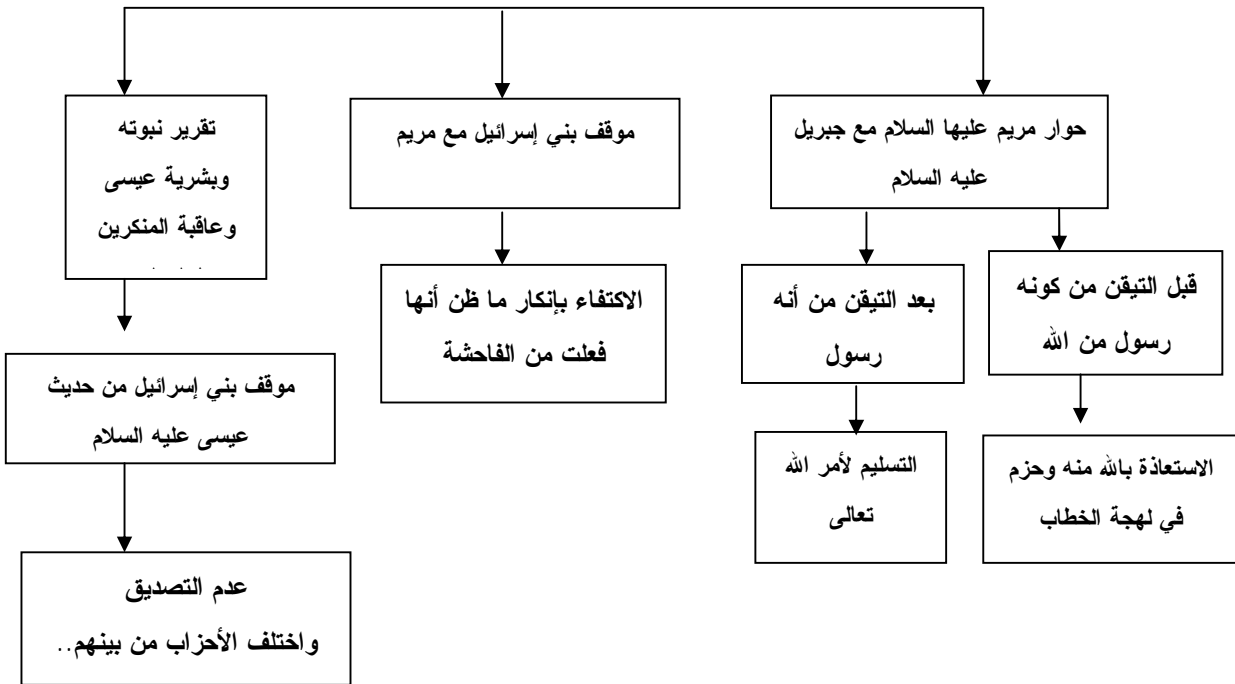 حوار مريم عليها السلام مع جبريل
عليه السلام
قبل التيقن من كونه
رسول من الله
الاستعاذة بالله منه وحزم
في لهجة الخطاب
بعد التيقن من أنه
رسول
التسليم لأمر الله
تعالى
موقف بني إسرائيل مع مريم
الاكتفاء بإنكار ما ظن أنها
فعلت من الفاحشة
تقرير نبوته
وبشرية عيسى
وعاقبة المنكرين
موقف بني إسرائيل من حديث
عيسى عليه السلام
عدم التصديق
واختلف الأحزاب من بينهم..